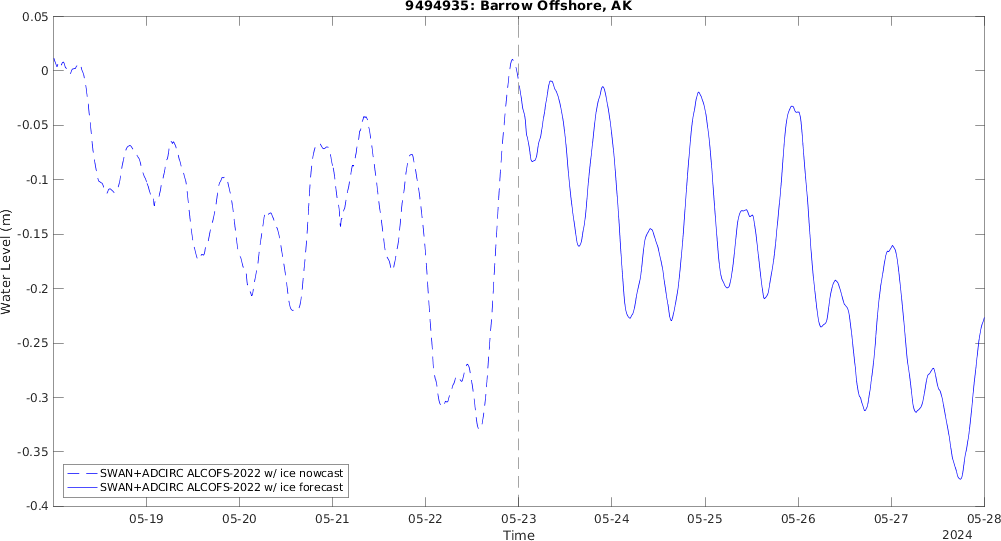 9494935: Barrow Offshore, AK
Water Level (m)
0.05
0
-0.05
-0.1
-0.15
-0.2
-0.25
-0.3
-0.35
-0.4
SWAN+ADCIRC ALCOFS-2022 w/ ice nowcast
SWAN+ADCIRC ALCOFS-2022 w/ ice forecast
05-19 05-20 05-21 05-22 05-23 05-24 05-25 05-26 05-27 05-28
Time
2024